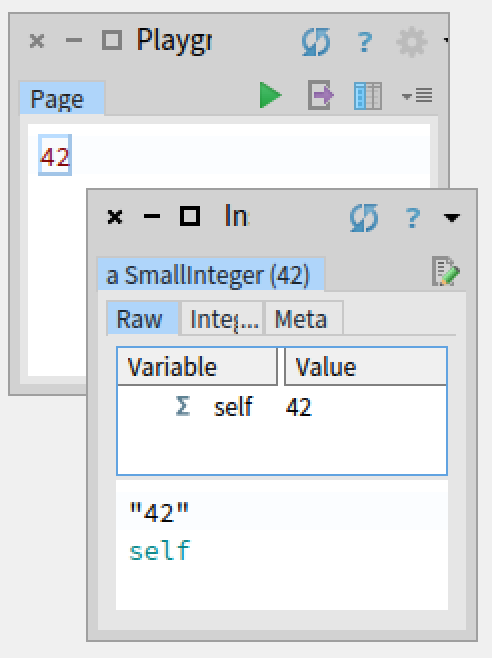 Playgr
?
Page
42
In
?
a SmallInteger (42)
Raw Integ... Meta
Variable Value
Σ self 42
"42"
self